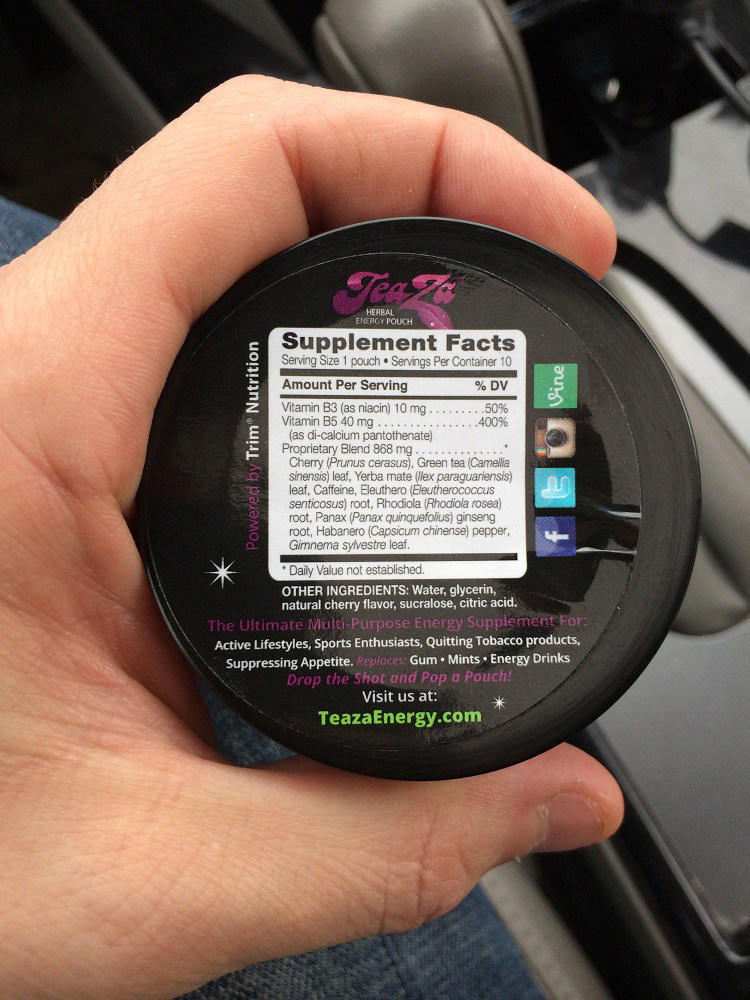 TeaZa
HERBAL
ENERGY POUCH
Supplement Facts
Serving Size 1 pouch • Servings Per Container 10
Amount Per Serving % DV
Vitamin B3 (as niacin) 10 mg . . . . . . . . . 50%
Vitamin B5 40 mg . . . . . . . . . . . . . . . 400%
(as di-calcium pantothenate)
Proprietary Blend 868 mg . . . . . . . . . . . . *
Cherry (Prunus cerasus), Green tea (Camellia
sinensis) leaf, Yerba mate (Ilex paraguariensis)
leaf, Caffeine, Eleuthero (Eleutherococcus
senticosus) root, Rhodiola (Rhodiola rosea)
root, Panax (Panax quinquefolius) ginseng
root, Habanero (Capsicum chinense) pepper,
Gimnema sylvestre leaf.
* Daily Value not established.
Powered by Trim® Nutrition
Vine
t
f
OTHER INGREDIENTS: Water, glycerin,
natural cherry flavor, sucralose, citric acid.
The Ultimate Multi-Purpose Energy Supplement For:
Active Lifestyles, Sports Enthusiasts, Quitting Tobacco products,
Suppressing Appetite. Replaces: Gum • Mints • Energy Drinks
Drop the Shot and Pop a Pouch!
Visit us at:
TeazaEnergy.com